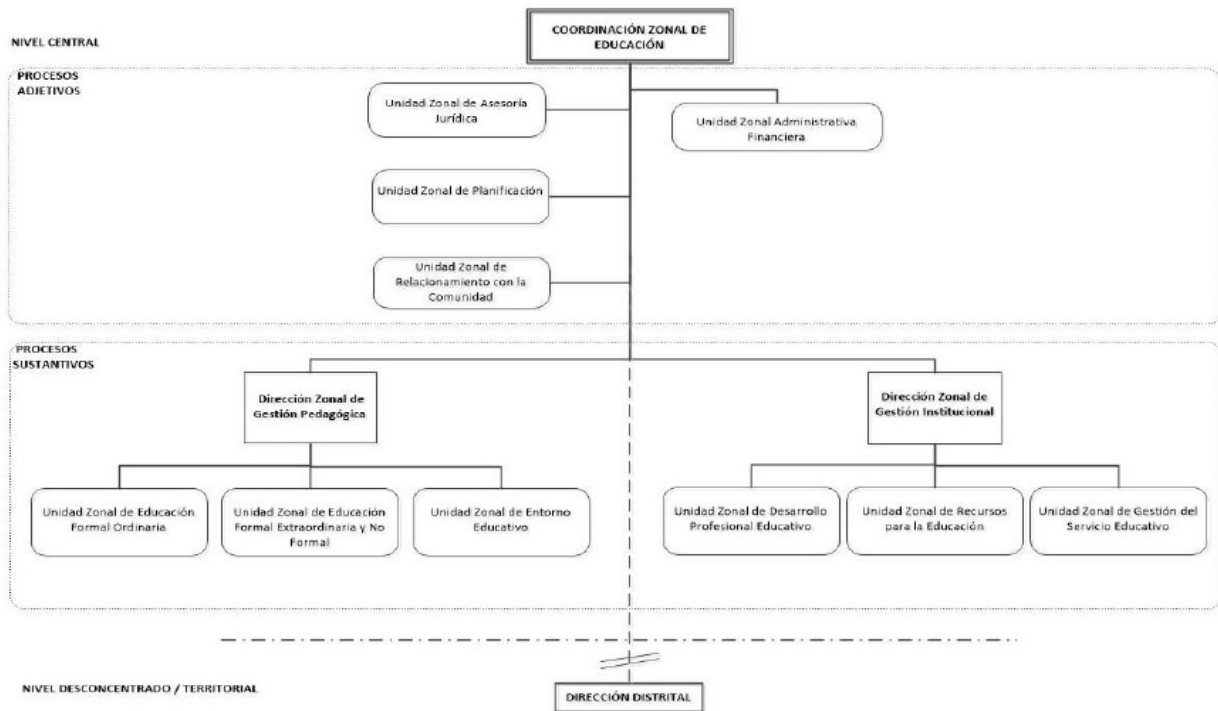 COORDINACIÓN ZONAL DE
EDUCACIÓN
NIVEL CENTRAL
PROCESOS
ADJETIVOS
Unidad Zonal de Asesoría
Jurídica
Unidad Zonal Administrativa
Financiera
Unidad Zonal de Planificación
Unidad Zonal de
Relacionamiento con la
Comunidad
PROCESOS
SUSTANTIVOS
Dirección Zonal de
Gestión Pedagógica
Dirección Zonal de
Gestión Institucional
Unidad Zonal de Educación
Formal Ordinaria
Unidad Zonal de Educación
Formal Extraordinaria y No
Formal
Unidad Zonal de Entorno
Educativo
Unidad Zonal de Desarrollo
Profesional Educativo
Unidad Zonal de Recursos
para la Educación
Unidad Zonal de Gestión del
Servicio Educativo
NIVEL DESCONCENTRADO / TERRITORIAL
DIRECCIÓN DISTRITAL